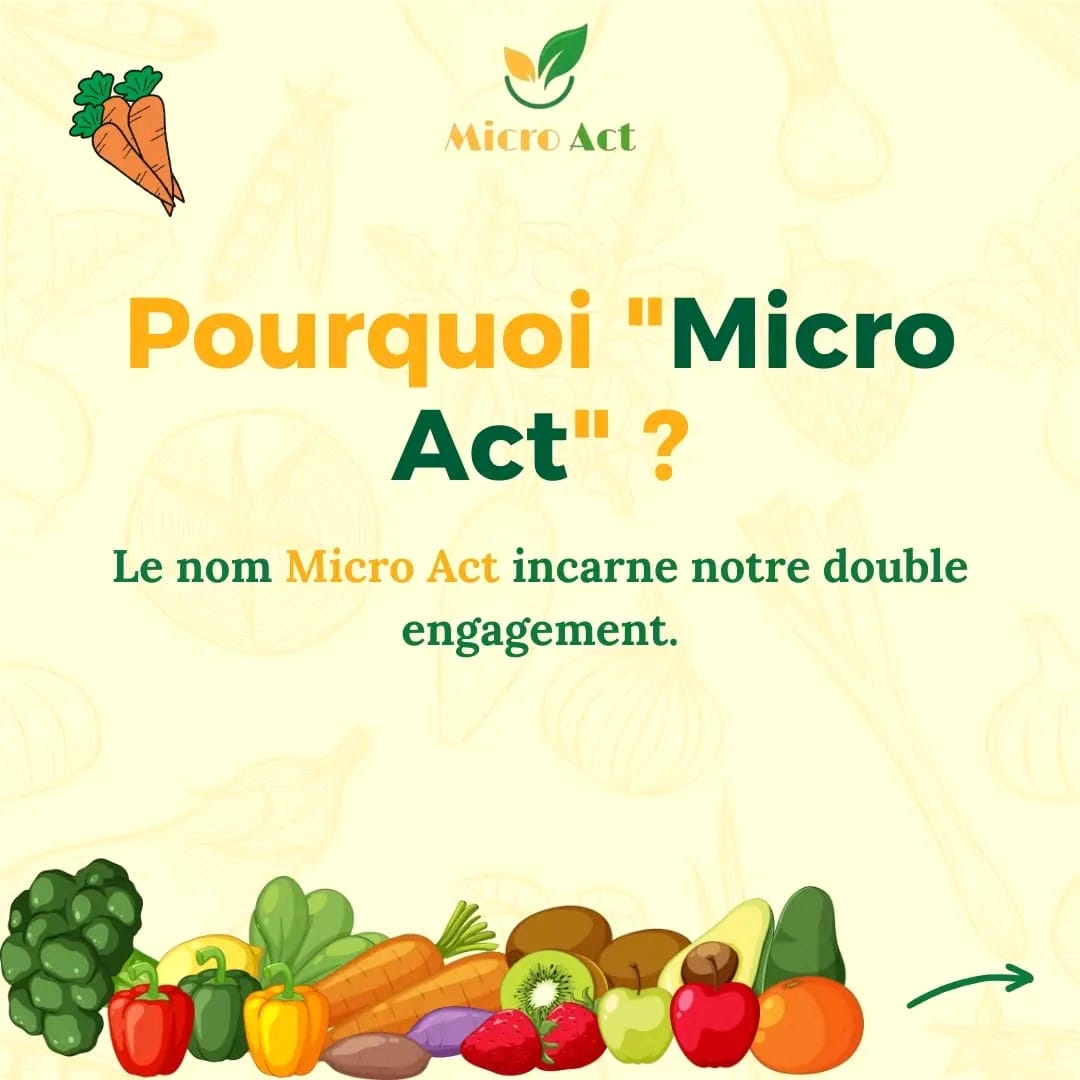 Micro Act
Pourquoi "Micro
Act" ?
Le nom Micro Act incarne notre double
engagement.